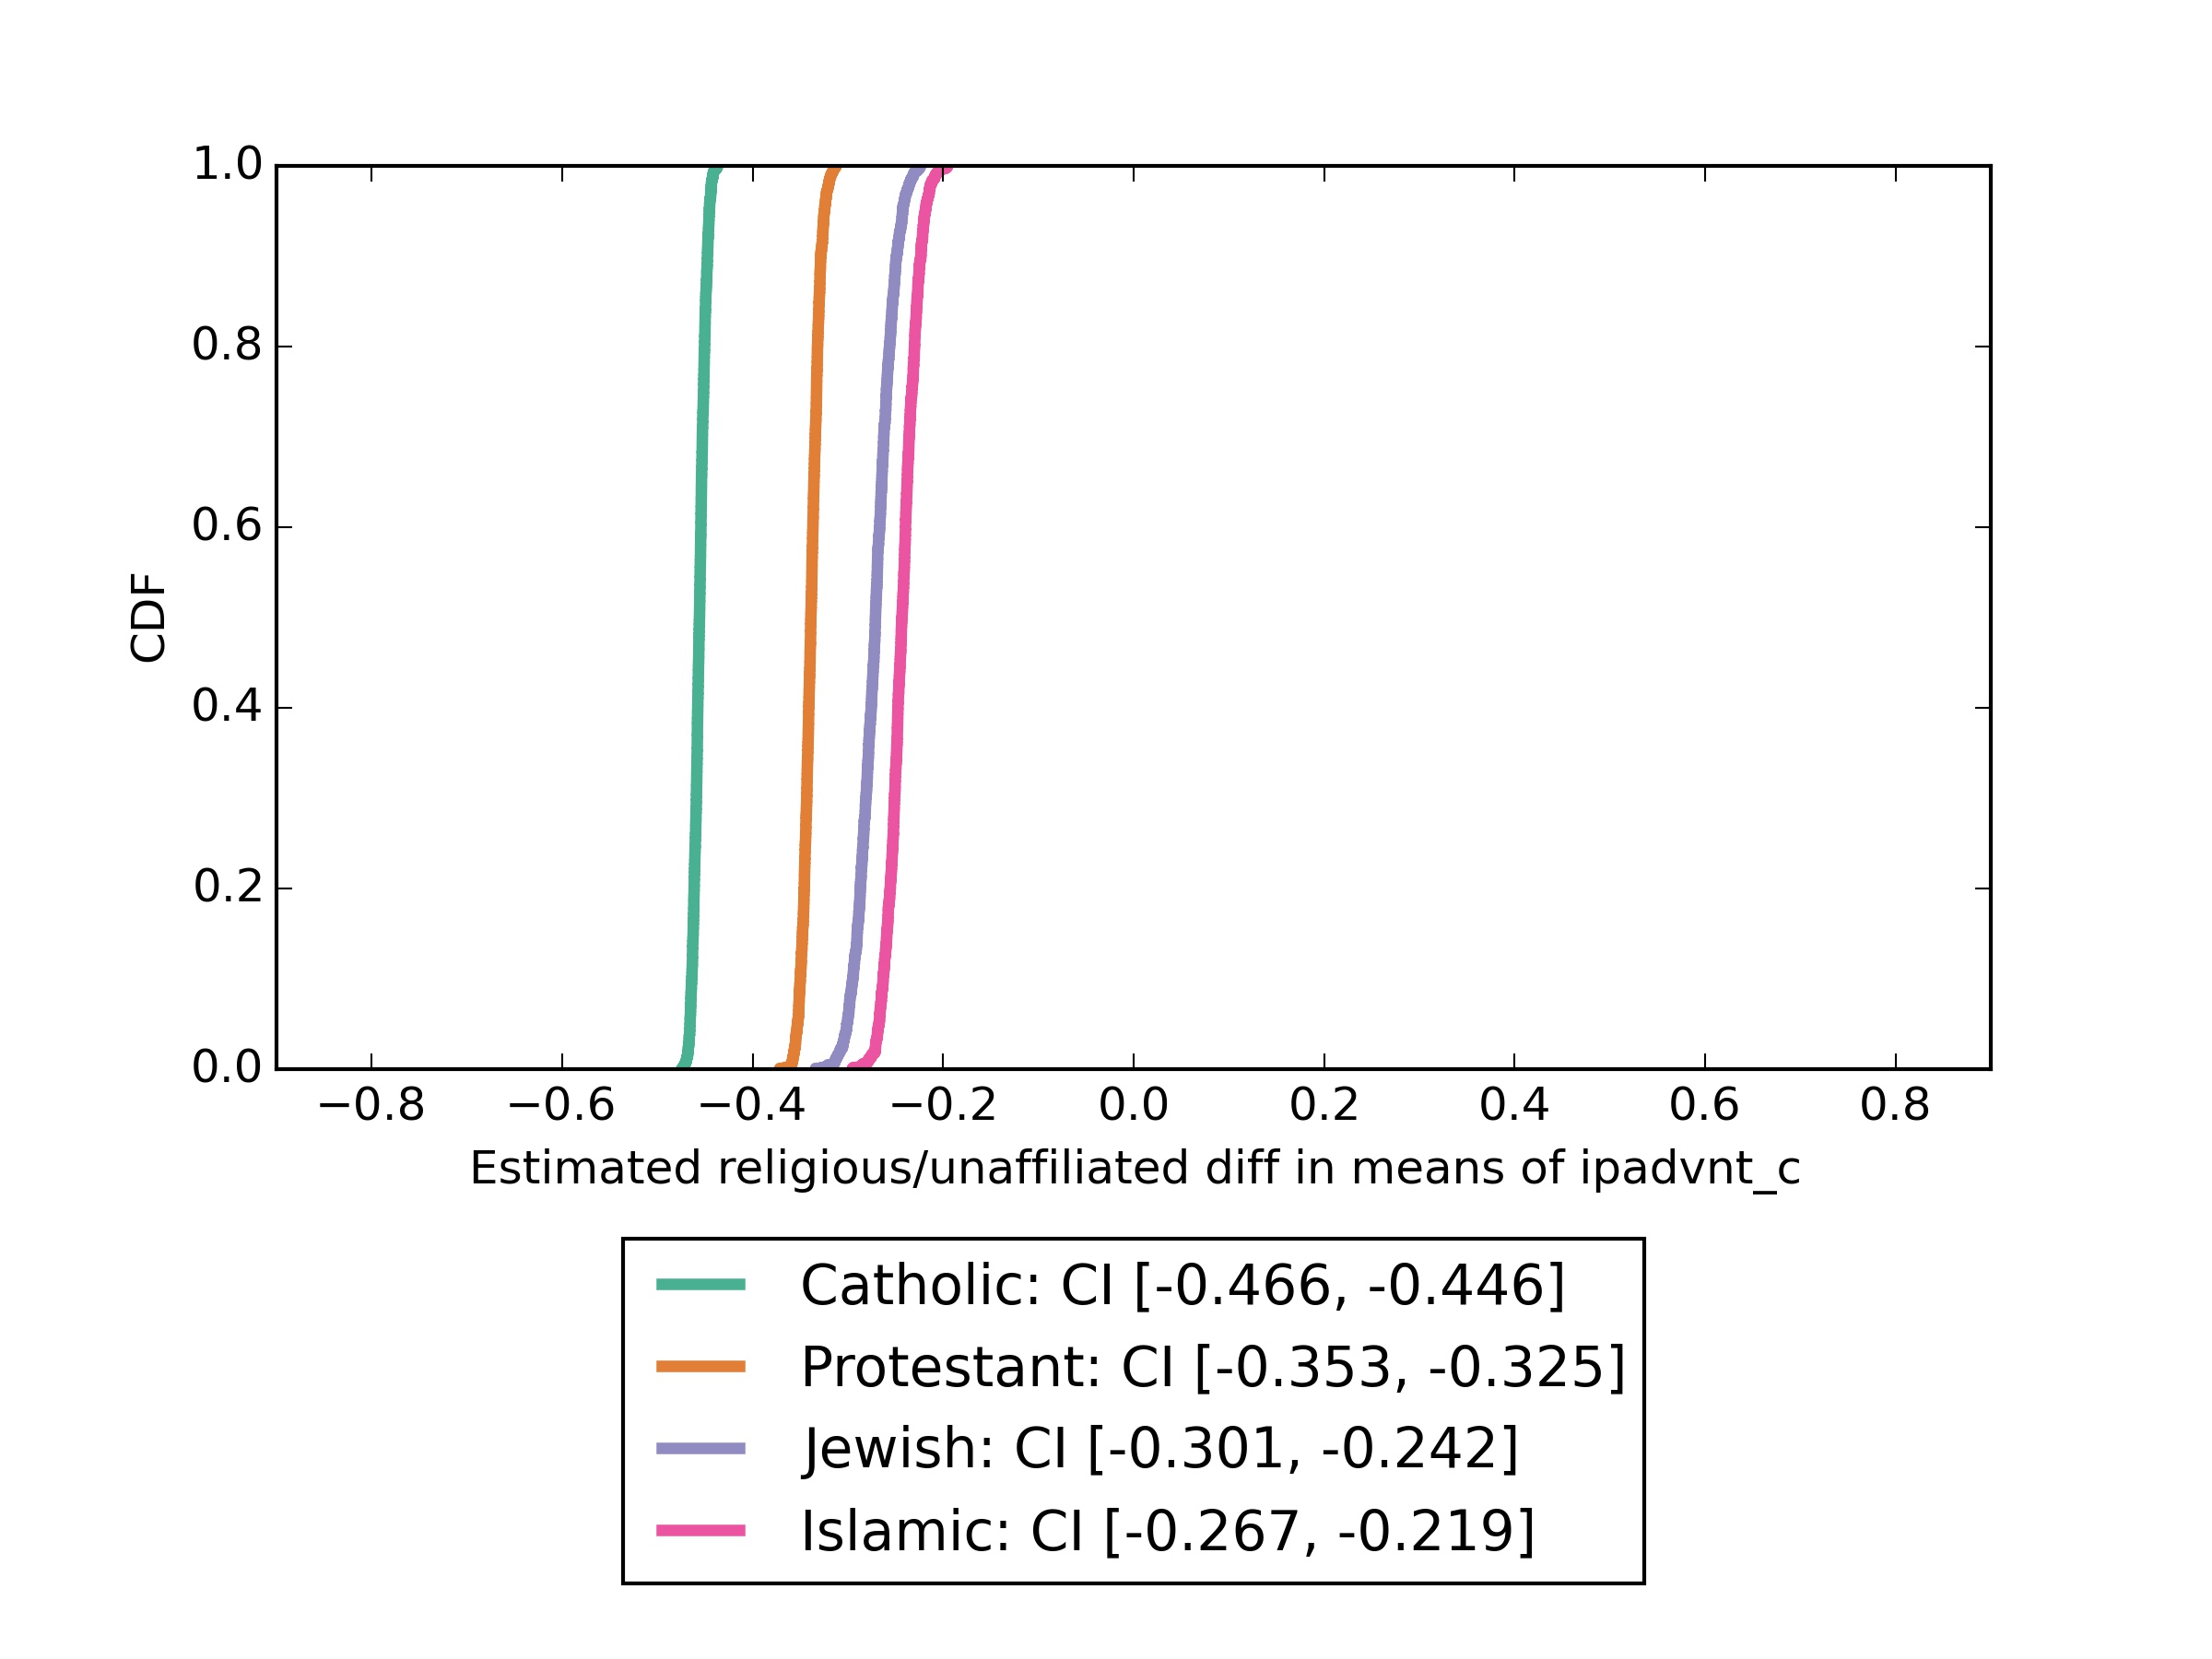 1.0
0.8
0.6
0.4
0.2
0.0
CDF
−0.8 −0.6 −0.4 −0.2 0.0 0.2 0.4 0.6 0.8
Estimated religious/unaffiliated diff in means of ipadvnt_c
Catholic: CI [-0.466, -0.446]
Protestant: CI [-0.353, -0.325]
Jewish: CI [-0.301, -0.242]
Islamic: CI [-0.267, -0.219]